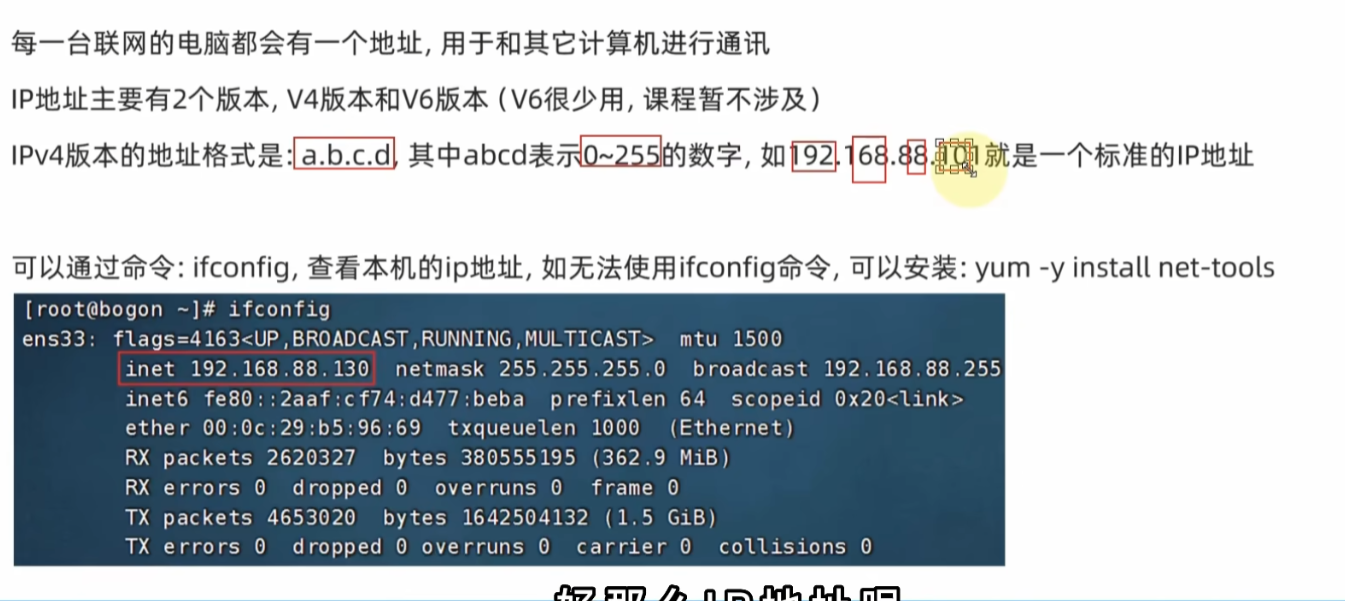 每一台联网的电脑都会有一个地址, 用于和其它计算机进行通讯
IP地址主要有2个版本, V4版本和V6版本 ( V6很少用, 课程暂不涉及 )
IPv4版本的地址格式是: a.b.c.d, 其中abcd表示0~255的数字, 如192.168.88.101就是一个标准的IP地址
可以通过命令: ifconfig, 查看本机的ip地址, 如无法使用ifconfig命令, 可以安装: yum -y install net-tools
[root@bogon ~]# ifconfig
ens33: flags=4163<UP,BROADCAST,RUNNING,MULTICAST>  mtu 1500
inet 192.168.88.130  netmask 255.255.255.0  broadcast 192.168.88.255
inet6 fe80::2aaf:cf74:d477:beba  prefixlen 64  scopeid 0x20<link>
ether 00:0c:29:b5:96:69  txqueuelen 1000  (Ethernet)
RX packets 2620327  bytes 380555195 (362.9 MiB)
RX errors 0  dropped 0  overruns 0  frame 0
TX packets 4653020  bytes 1642504132 (1.5 GiB)
TX errors 0  dropped 0 overruns 0  carrier 0  collisions 0
好那么IP地址呢